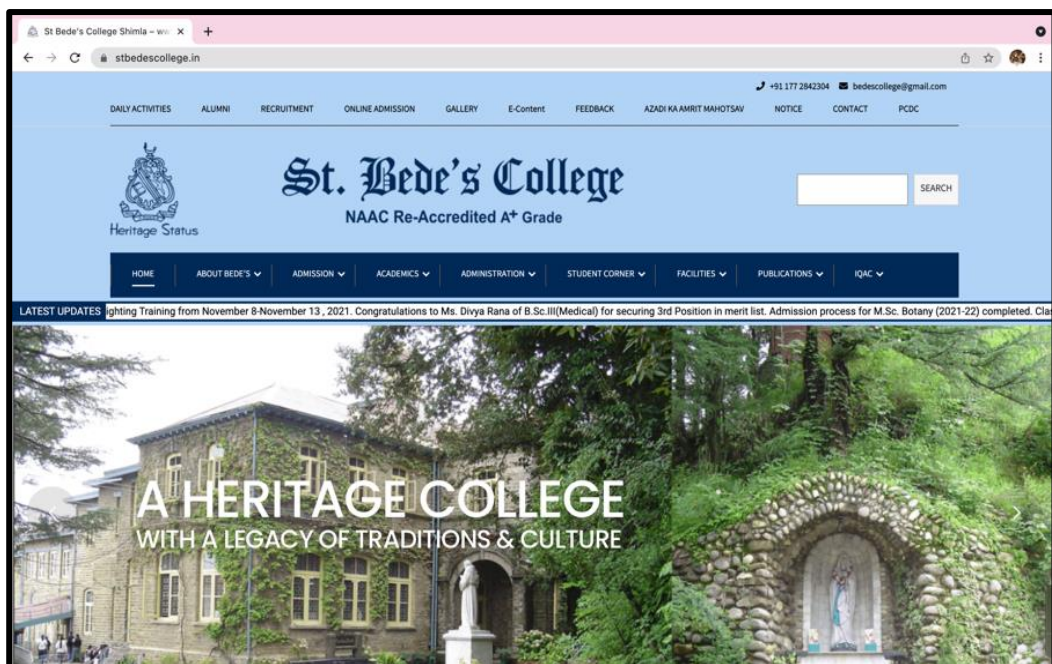 St Bede's College Shimla – ww
stbedescollege.in
+91 177 2842304 bedescollege@gmail.com
DAILY ACTIVITIES ALUMNI RECRUITMENT ONLINE ADMISSION GALLERY E-Content FEEDBACK AZADI KA AMRIT MAHOTSAV NOTICE CONTACT PCDC
St. Bede's College
NAAC Re-Accredited A+ Grade
SEARCH
Heritage Status
HOME ABOUT BEDE'S ADMISSION ACADEMICS ADMINISTRATION STUDENT CORNER FACILITIES PUBLICATIONS IQAC
LATEST UPDATES ighting Training from November 8-November 13 , 2021. Congratulations to Ms. Divya Rana of B.Sc.III(Medical) for securing 3rd Position in merit list. Admission process for M.Sc. Botany (2021-22) completed. Clas
A HERITAGE COLLEGE
WITH A LEGACY OF TRADITIONS & CULTURE